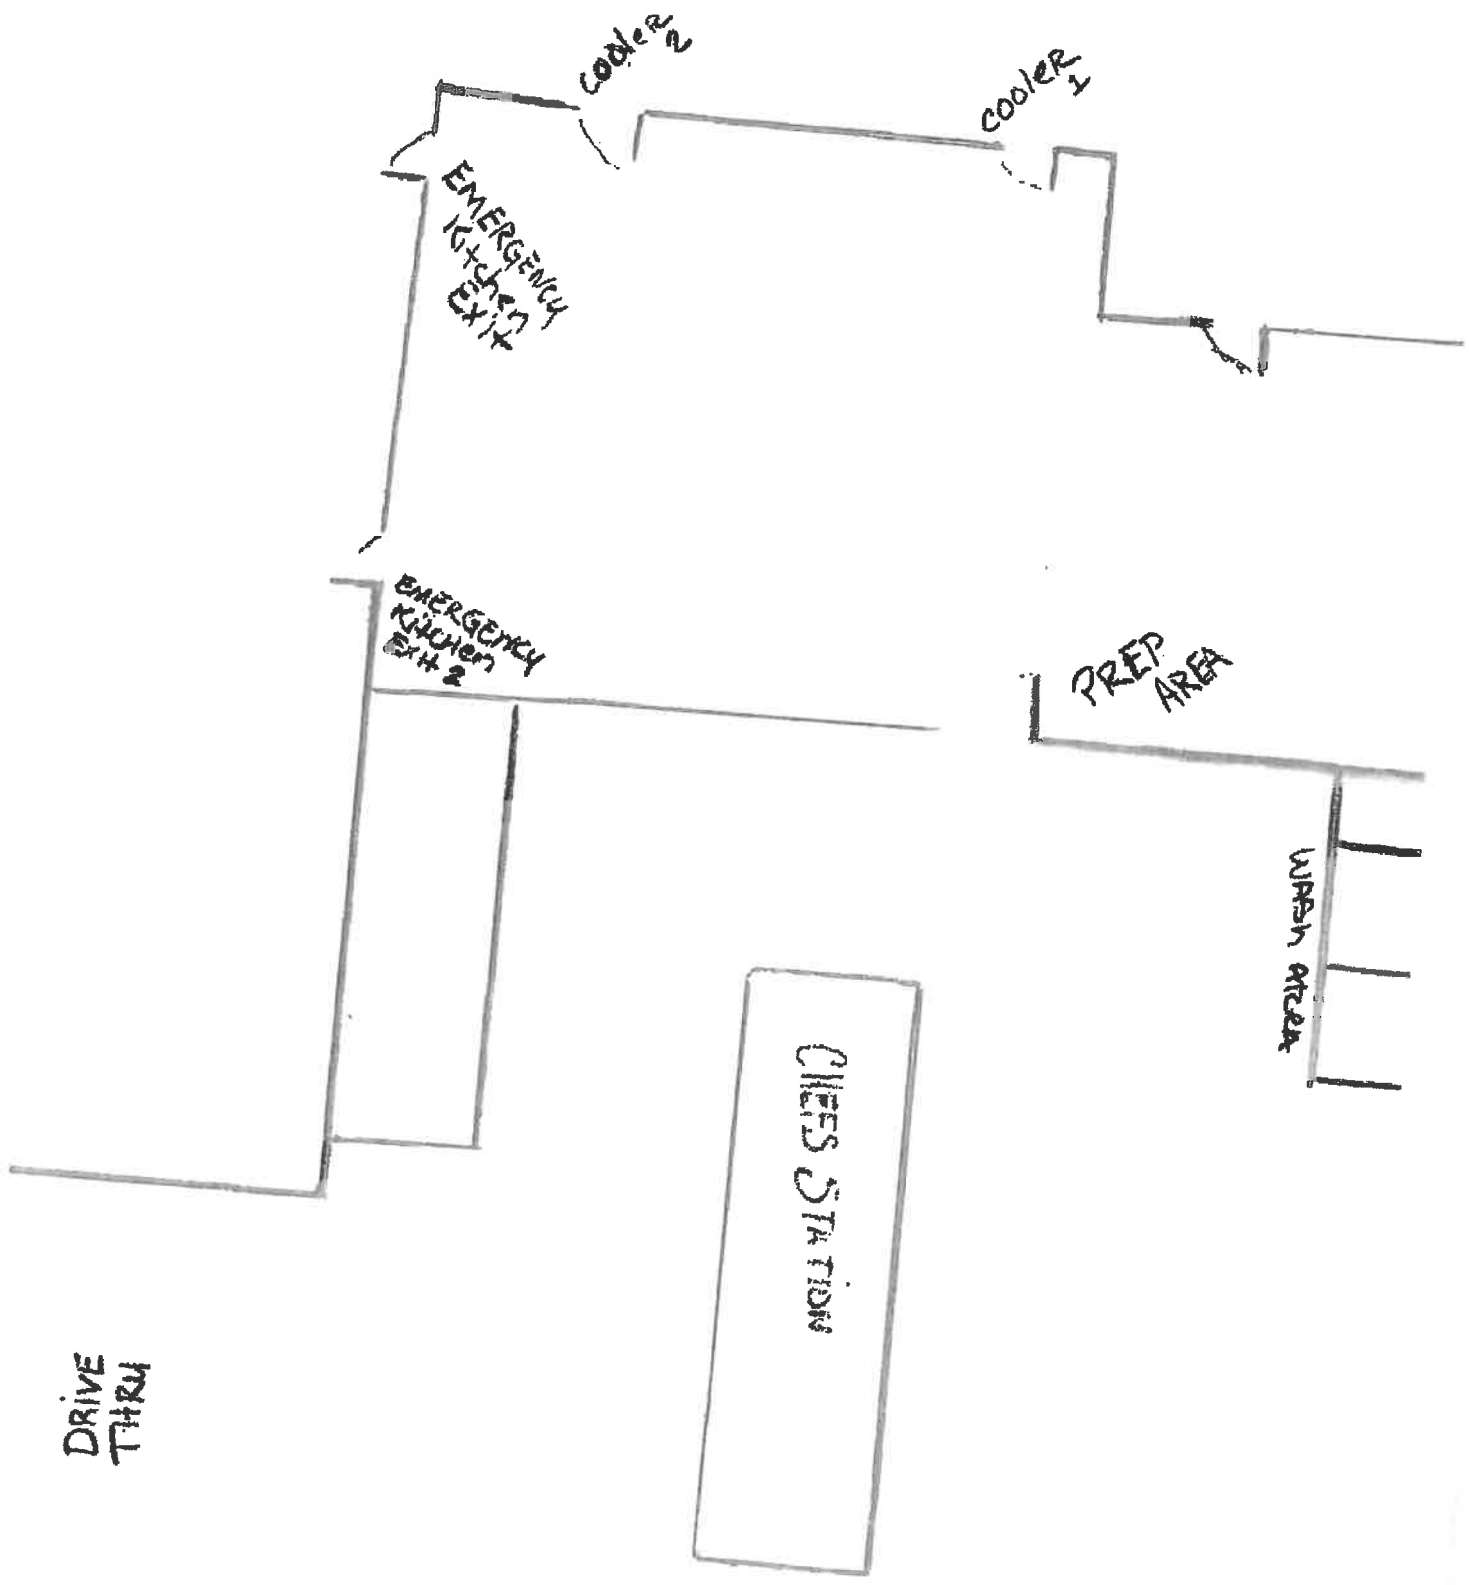 COOLER
2
COOLER
1
EMERGENCY
Kitchen
Exit
EMERGENCY
Kitchen
Exit 2
PREP
AREA
WASH AREA
CHEFS STATION
DRIVE
THRU